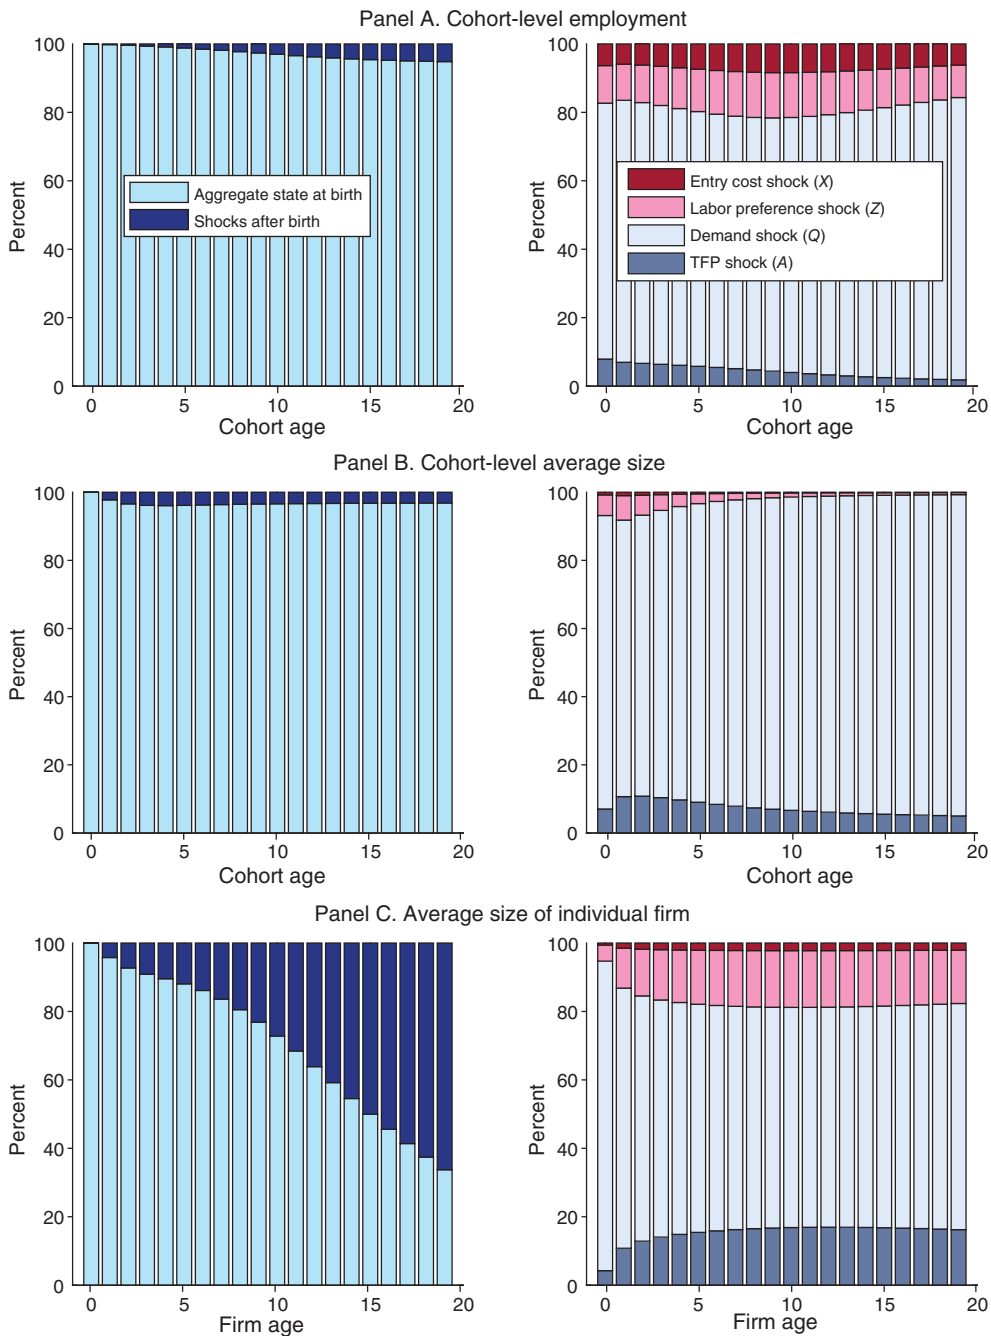 Panel A. Cohort-level employment
100
80
60
40
20
0
Percent
Aggregate state at birth
Shocks after birth
0 5 10 15 20
Cohort age
100
80
60
40
20
0
Percent
Entry cost shock (X)
Labor preference shock (Z)
Demand shock (Q)
TFP shock (A)
0 5 10 15 20
Cohort age
Panel B. Cohort-level average size
100
80
60
40
20
0
Percent
0 5 10 15 20
Cohort age
100
80
60
40
20
0
Percent
0 5 10 15 20
Cohort age
Panel C. Average size of individual firm
100
80
60
40
20
0
Percent
0 5 10 15 20
Firm age
100
80
60
40
20
0
Percent
0 5 10 15 20
Firm age